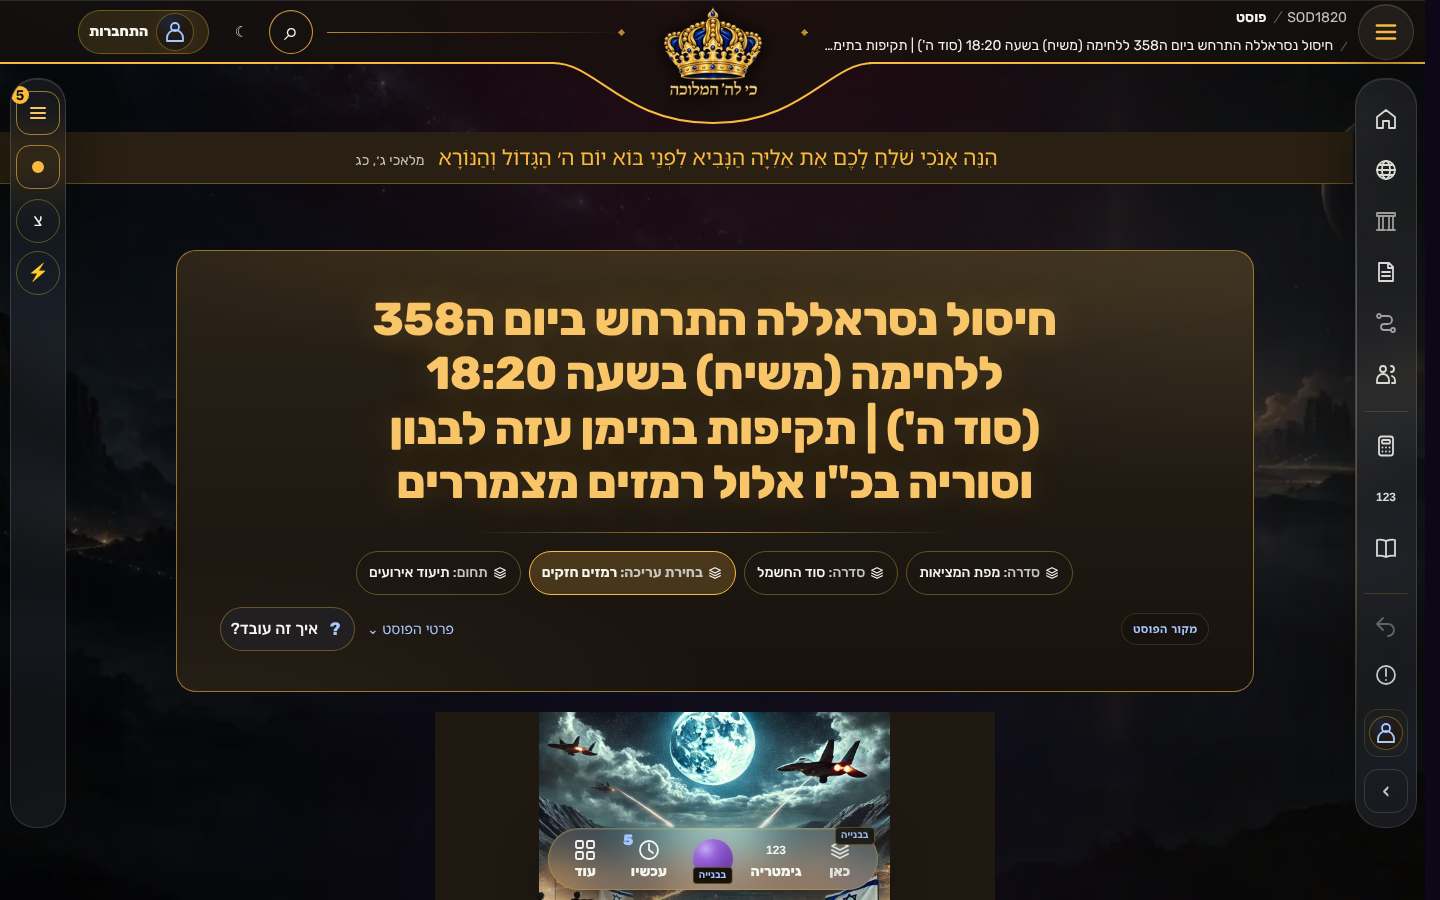 SOD1820 / פוסט
/ חיסול נסראללה התרחש ביום ה358 ללחימה (משיח) בשעה 18:20 (סוד ה') | תקיפות בתימ...
כי לה' המלוכה
התחברות
הִנֵּה אָנֹכִי שֹׁלֵחַ לָכֶם אֵת אֵלִיָּה הַנָּבִיא לִפְנֵי בּוֹא יוֹם ה׳ הַגָּדוֹל וְהַנּוֹרָא מלאכי ג׳, כג
5
צ
123
חיסול נסראללה התרחש ביום ה358
ללחימה (משיח) בשעה 18:20
(סוד ה') | תקיפות בתימן עזה לבנון
וסוריה בכ"ו אלול רמזים מצמררים
סדרה: מפת המציאות
סדרה: סוד החשמל
בחירת עריכה: רמזים חזקים
תחום: תיעוד אירועים
מקור הפוסט
פרטי הפוסט
? איך זה עובד?
בבנייה
כאן
123
גימטריה
בבנייה
5
עכשיו
עוד